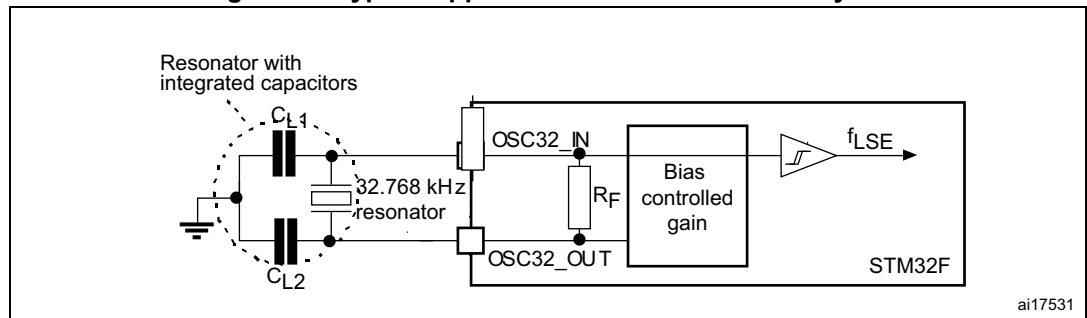 Resonator with
integrated capacitors
CL1
OSC32_IN
fLSE
32.768 kHz
resonator
RF
Bias
controlled
gain
OSC32_OUT
CL2
STM32F
ai17531